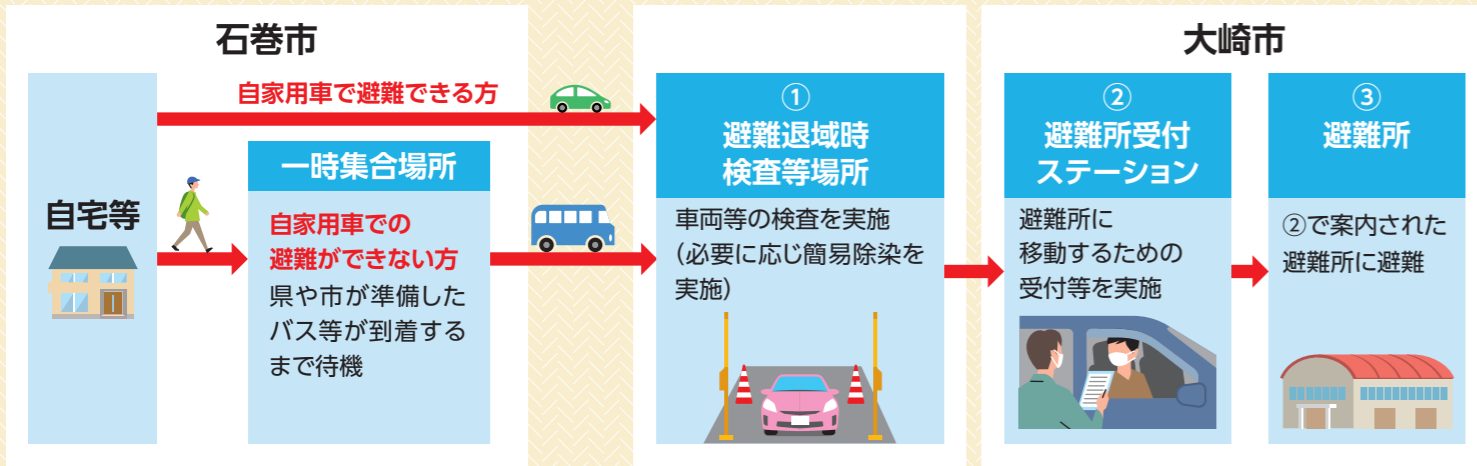 石巻市
自宅等
自家用車で避難できる方
一時集合場所
自家用車での
避難ができない方
県や市が準備した
バス等が到着する
まで待機
①
避難退域時
検査等場所
車両等の検査を実施
（必要に応じ簡易除染を
実施）
大崎市
②
避難所受付
ステーション
避難所に
移動するための
受付等を実施
③
避難所
②で案内された
避難所に避難